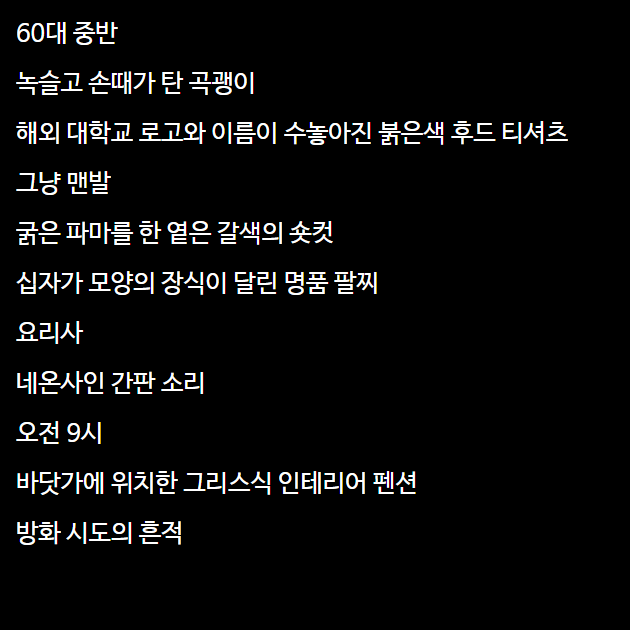 60대 중반
녹슬고 손때가 탄 곡괭이
해외 대학교 로고와 이름이 수놓아진 붉은색 후드 티셔츠
그냥 맨발
굵은 파마를 한 옅은 갈색의 숏컷
십자가 모양의 장식이 달린 명품 팔찌
요리사
네온사인 간판 소리
오전 9시
바닷가에 위치한 그리스식 인테리어 펜션
방화 시도의 흔적